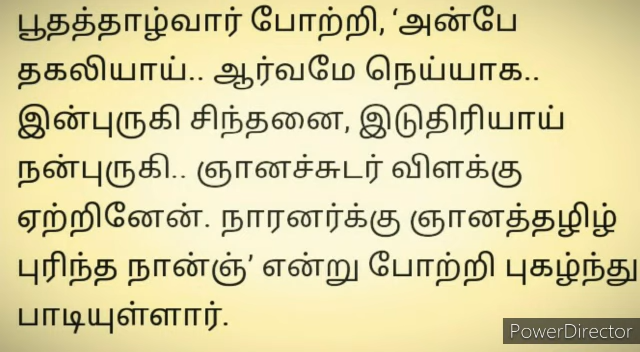 பூதத்தாழ்வார் போற்றி, ‘அன்பே
தகலியாய்.. ஆர்வமே நெய்யாக..
இன்புருகி சிந்தனை, இடுதிரியாய்
நன்புருகி.. ஞானச்சுடர் விளக்கு
ஏற்றினேன். நாரனர்க்கு ஞானத்தழிழ்
புரிந்த நான்ஞ்’ என்று போற்றி புகழ்ந்து
பாடியுள்ளார்.
PowerDirector